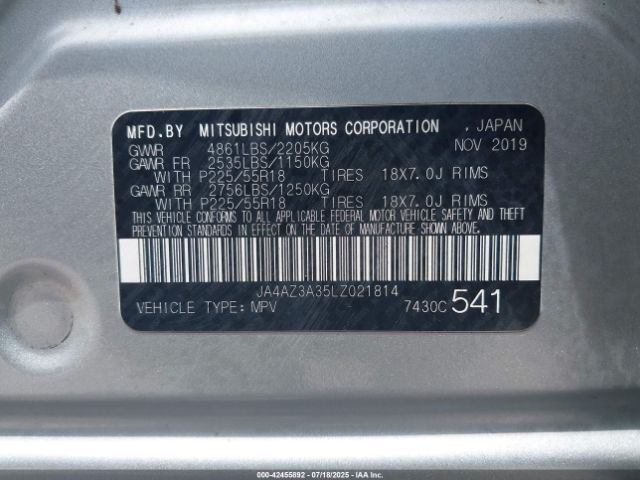 MFD.BY MITSUBISHI MOTORS CORPORATION , JAPAN
GVWR 4861LBS/2205KG NOV 2019
GAWR FR 2535LBS/1150KG
WITH P225/55R18 TIRES 18X7.0J RIMS
GAWR RR 2756LBS/1250KG
WITH P225/55R18 TIRES 18X7.0J RIMS
THIS VEHICLE CONFORMS TO ALL APPLICABLE FEDERAL MOTOR VEHICLE SAFETY AND THEFT
PREVENTION STANDARDS IN EFFECT ON THE DATE OF MANUFACTURE SHOWN ABOVE.
JA4AZ3A35LZ021814
VEHICLE TYPE: MPV 7430C 541
000-42455892 - 07/18/2025 - IAAI.COM